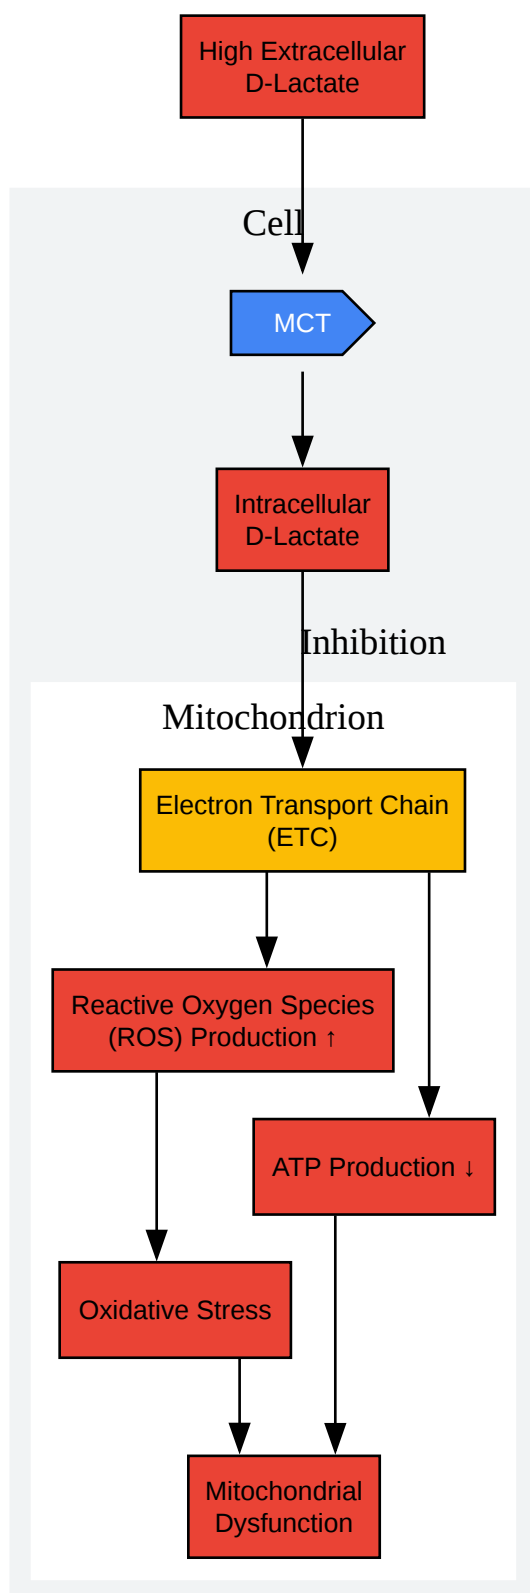 High Extracellular
D-Lactate
Cell
MCT
Intracellular
D-Lactate
Inhibition
Mitochondrion
Electron Transport Chain
(ETC)
Reactive Oxygen Species
(ROS) Production ↑
ATP Production ↓
Oxidative Stress
Mitochondrial
Dysfunction